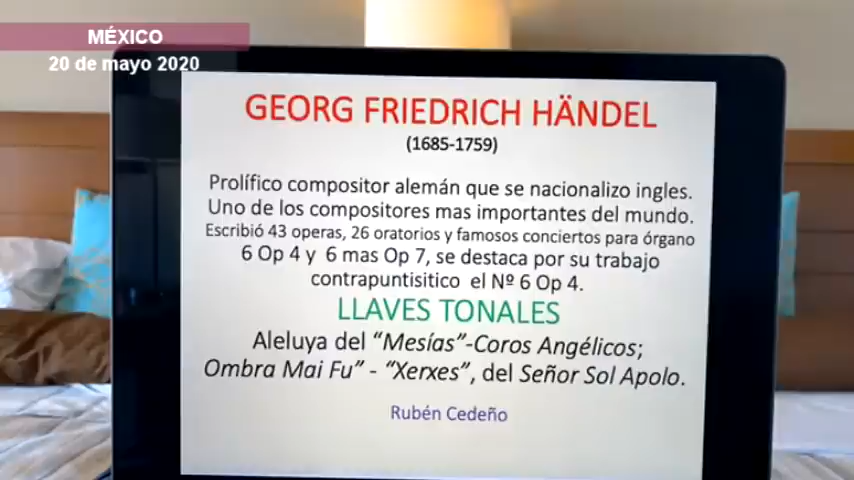 MÉXICO
20 de mayo 2020
GEORG FRIEDRICH HÄNDEL
(1685-1759)
Prolífico compositor alemán que se nacionalizo ingles.
Uno de los compositores mas importantes del mundo.
Escribió 43 operas, 26 oratorios y famosos conciertos para órgano
6 Op 4 y 6 mas Op 7, se destaca por su trabajo
contrapuntisitico el Nº 6 Op 4.
LLAVES TONALES
Aleluya del “Mesías”-Coros Angélicos;
Ombra Mai Fu” - “Xerxes”, del Señor Sol Apolo.
Rubén Cedeño